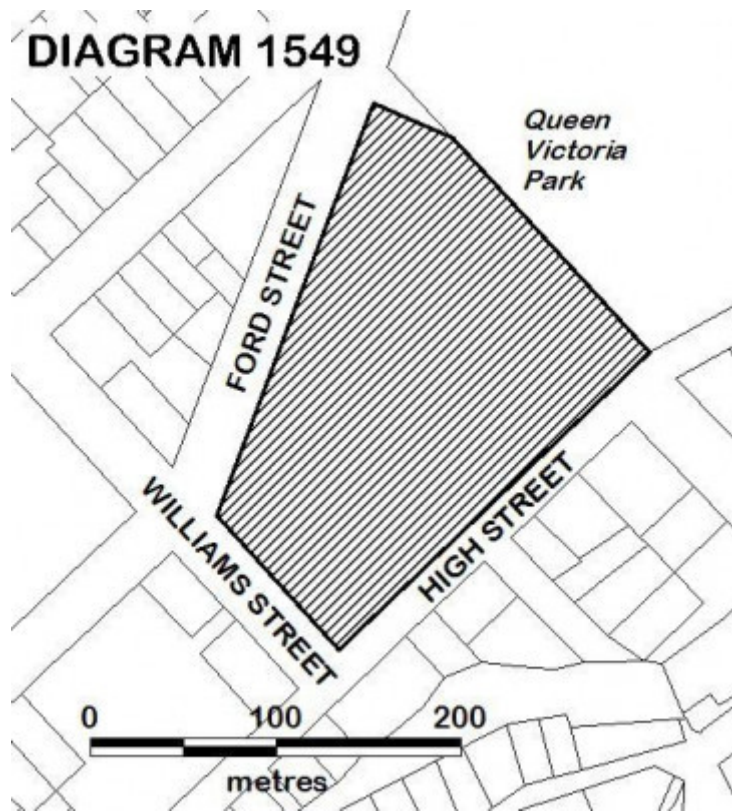 DIAGRAM 1549
Queen
Victoria
Park
FORD STREET
WILLIAMS STREET
HIGH STREET
0 100 200
metres